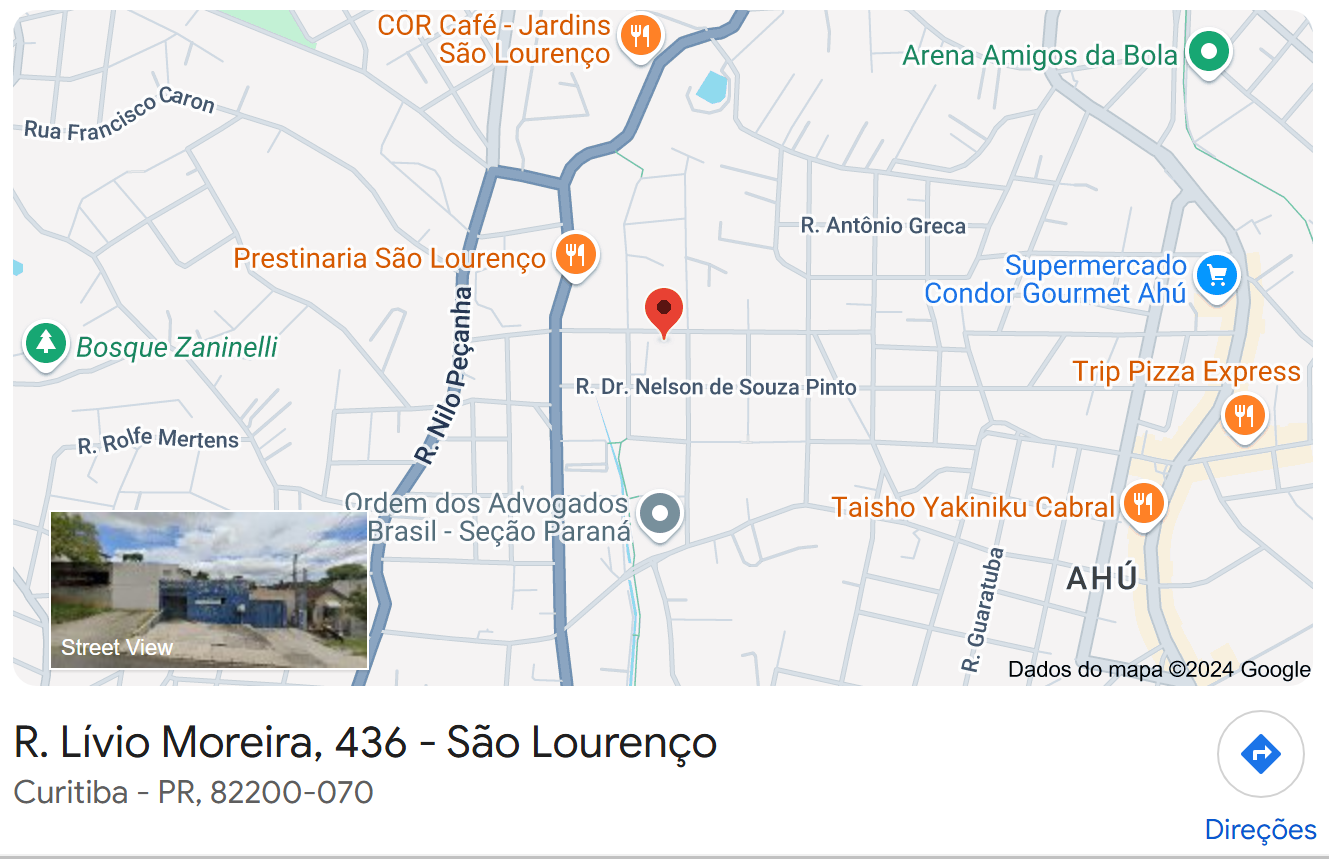 COR Café - Jardins
São Lourenço
Arena Amigos da Bola
Rua Francisco Caron
R. Antônio Greca
Prestinaria São Lourenço
Supermercado
Condor Gourmet Ahú
R. Nilo Peçanha
Bosque Zaninelli
Trip Pizza Express
R. Dr. Nelson de Souza Pinto
R. Rolfe Mertens
Ordem dos Advogados
Brasil - Seção Paraná
Taisho Yakiniku Cabral
AHÚ
R. Guaratuba
Street View
Dados do mapa ©2024 Google
R. Lívio Moreira, 436 - São Lourenço
Curitiba - PR, 82200-070
Direções